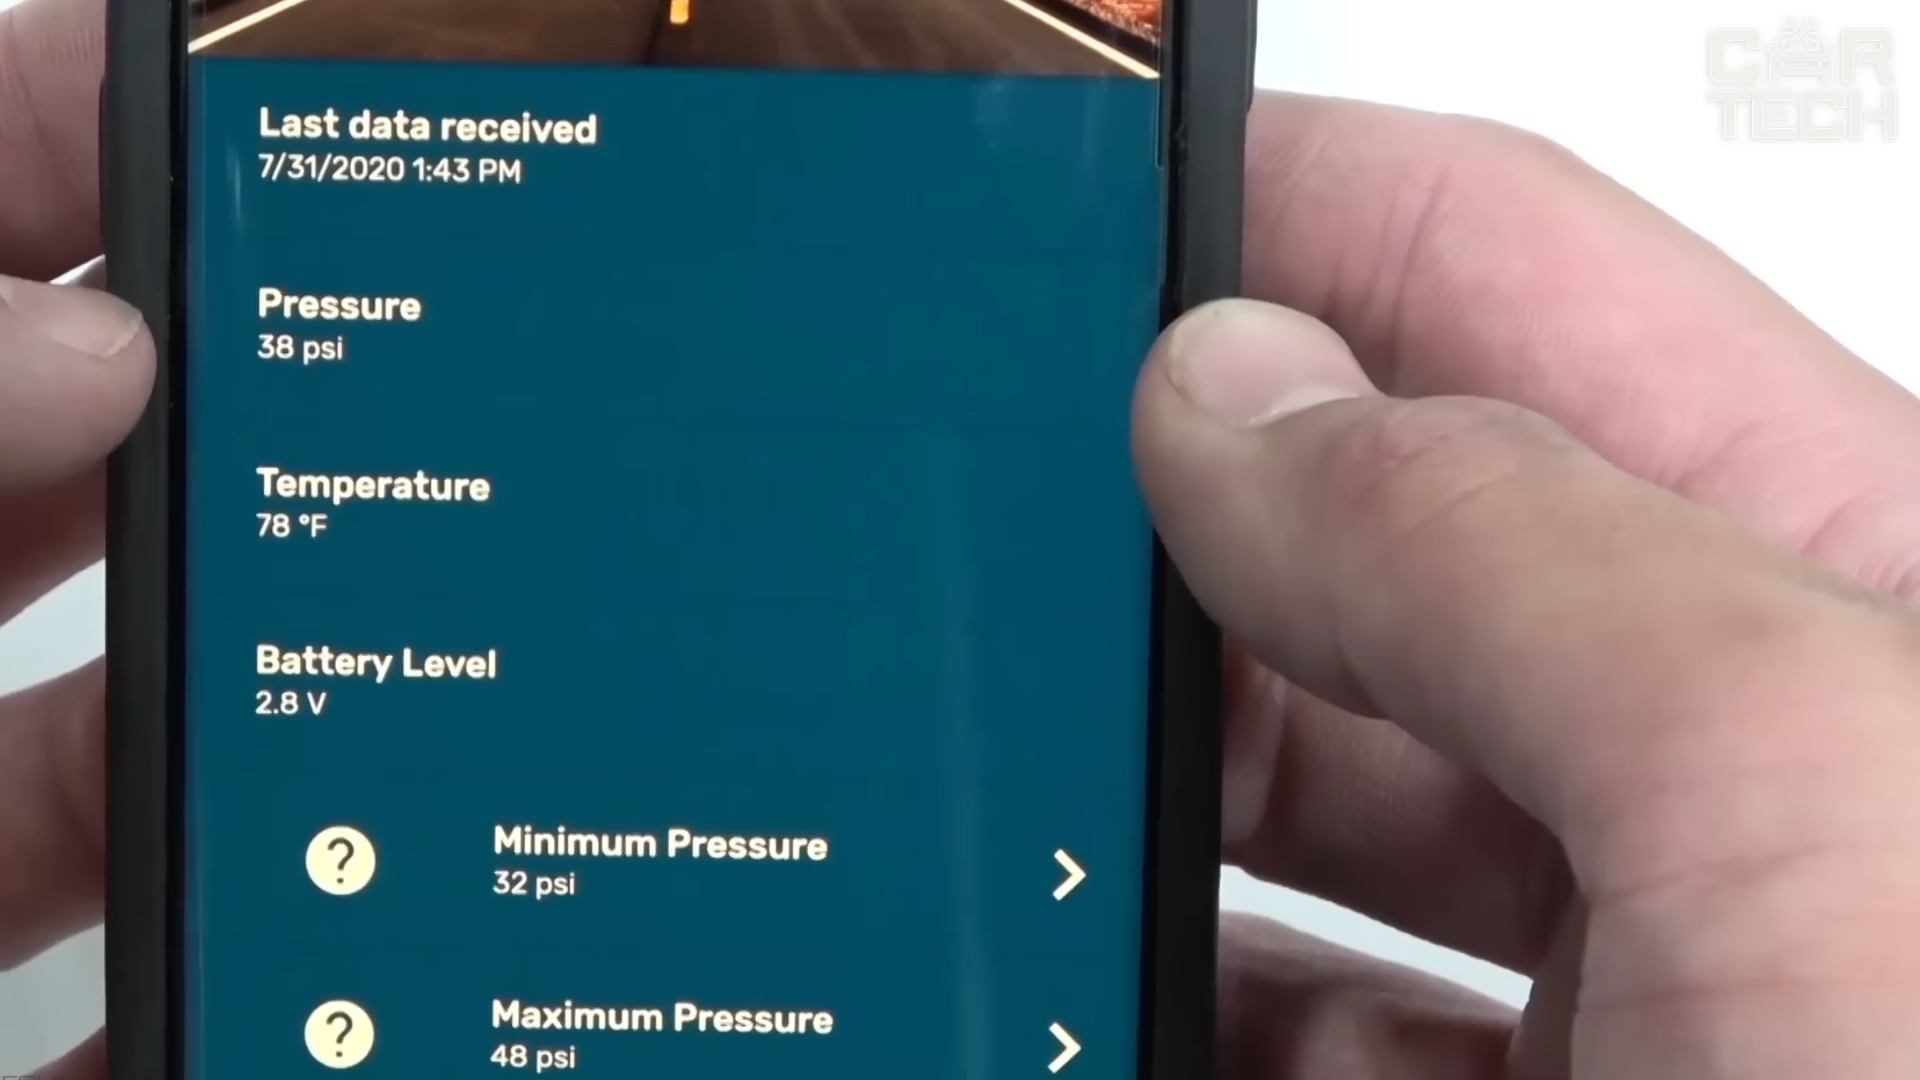 CAR
TECH
Last data received
7/31/2020 1:43 PM
Pressure
38 psi
Temperature
78 °F
Battery Level
2.8 V
?
Minimum Pressure
32 psi
?
Maximum Pressure
48 psi